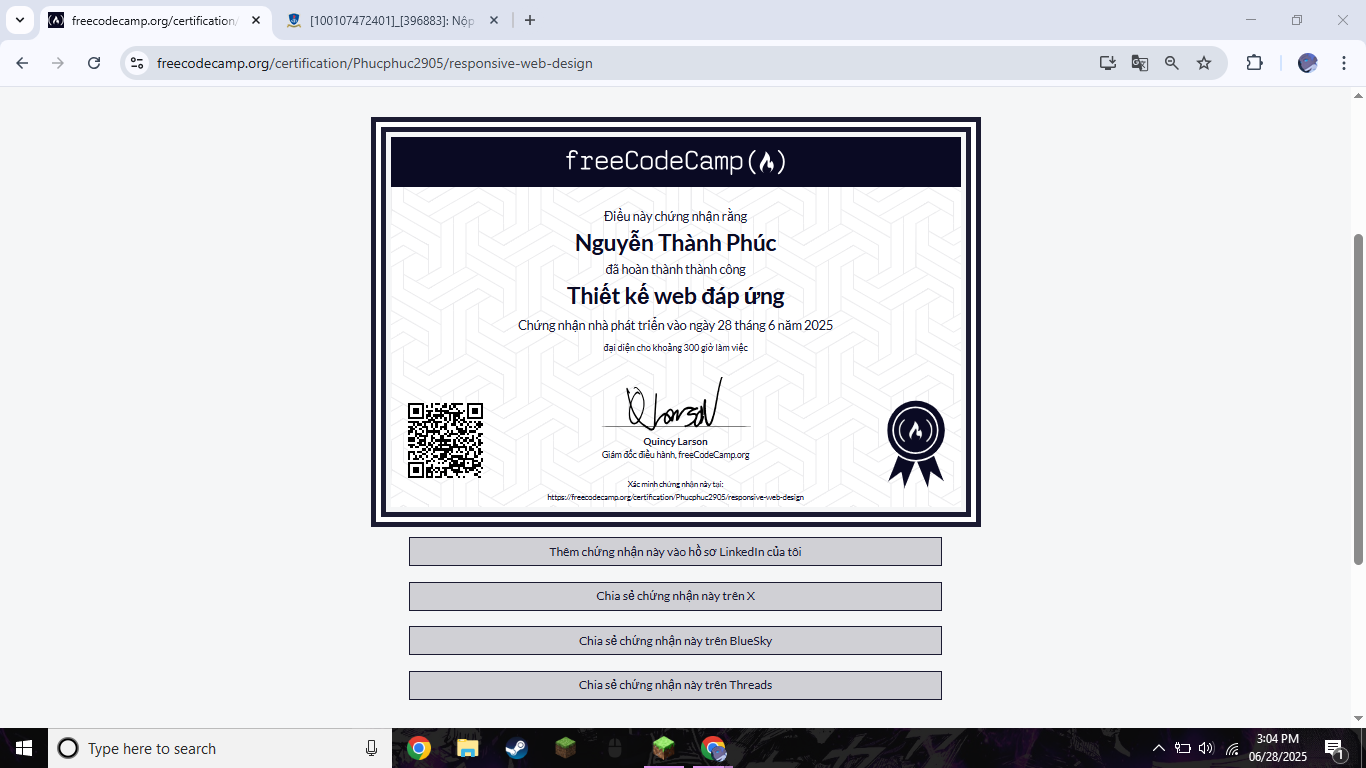 freecodecamp.org/certification/
[100107472401]_[396883]: Nộp
freecodecamp.org/certification/Phucphuc2905/responsive-web-design
freeCodeCamp
Điều này chứng nhận rằng
Nguyễn Thành Phúc
đã hoàn thành thành công
Thiết kế web đáp ứng
Chứng nhận nhà phát triển vào ngày 28 tháng 6 năm 2025
đại diện cho khoảng 300 giờ làm việc
Quincy Larson
Giám đốc điều hành, freeCodeCamp.org
Xác minh chứng nhận này tại:
https://freecodecamp.org/certification/Phucphuc2905/responsive-web-design
Thêm chứng nhận này vào hồ sơ LinkedIn của tôi
Chia sẻ chứng nhận này trên X
Chia sẻ chứng nhận này trên BlueSky
Chia sẻ chứng nhận này trên Threads
Type here to search
3:04 PM
06/28/2025
1